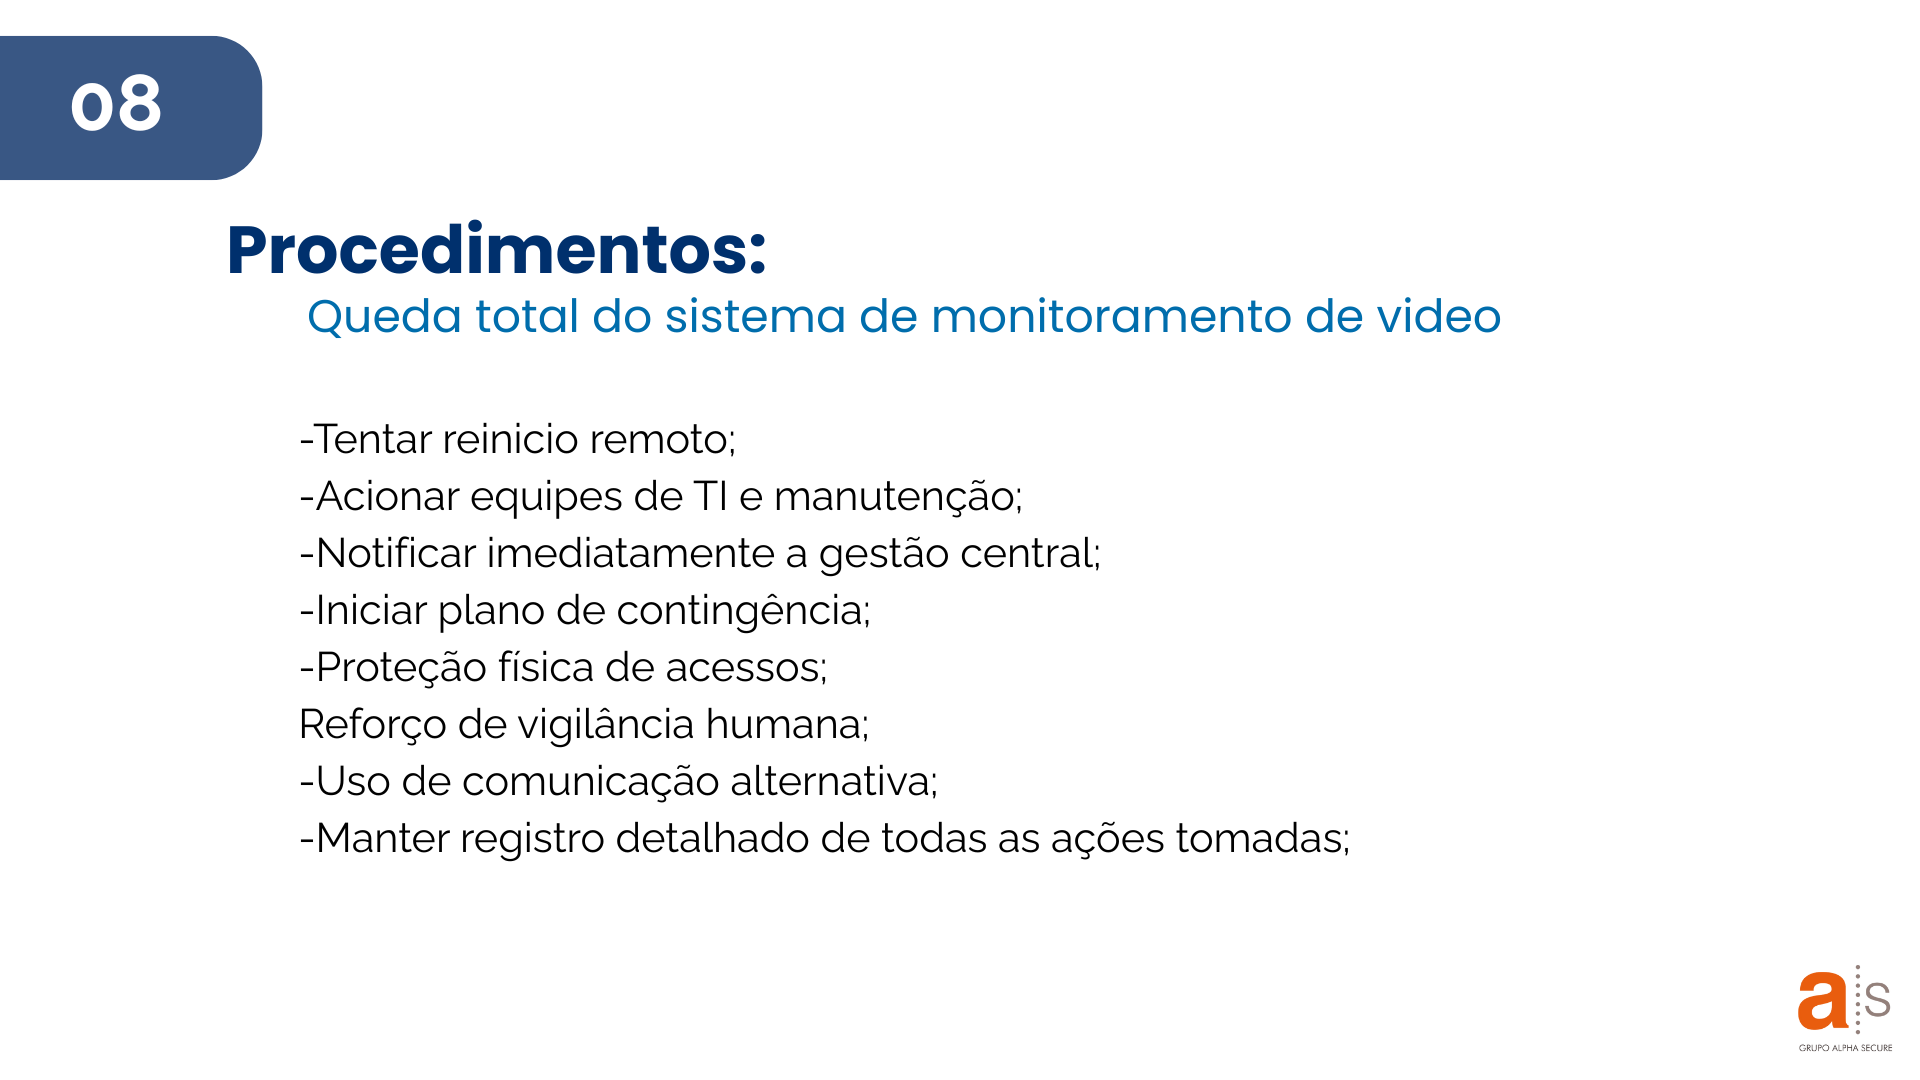 08
Procedimentos:
Queda total do sistema de monitoramento de video
-Tentar reinicio remoto;
-Acionar equipes de TI e manutenção;
-Notificar imediatamente a gestão central;
-Iniciar plano de contingência;
-Proteção física de acessos;
Reforço de vigilância humana;
-Uso de comunicação alternativa;
-Manter registro detalhado de todas as ações tomadas;
a s
GRUPO ALPHA SECURE